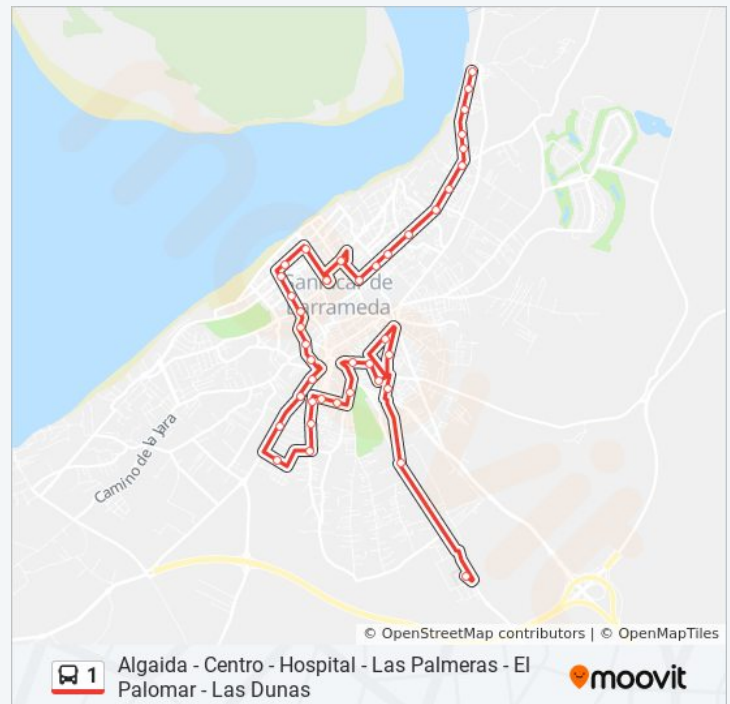 Sanlúcar de
Barrameda
Camino de la Jara
© OpenStreetMap contributors | © OpenMapTiles
1
Algaida - Centro - Hospital - Las Palmeras - El
Palomar - Las Dunas
moovit